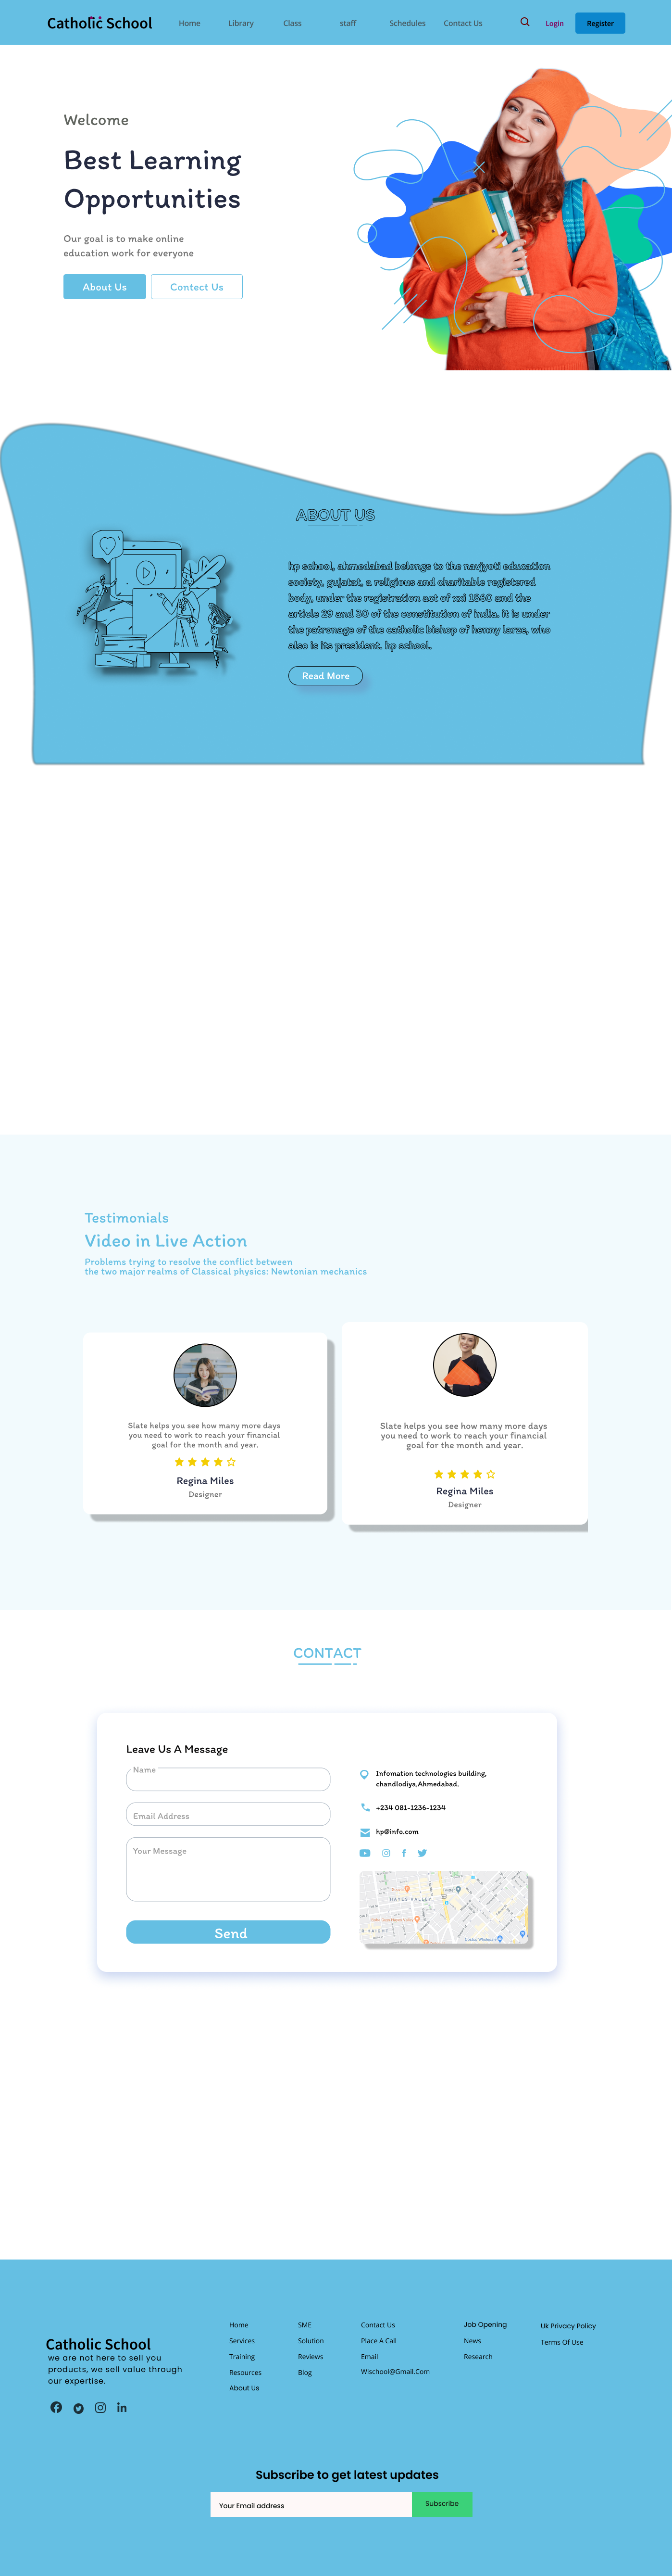 Catholic School
Home Library Class staff Schedules Contact Us Login Register
Welcome
Best Learning
Opportunities
Our goal is to make online
education work for everyone
About Us Contect Us
ABOUT US
hp school, ahmedabad belongs to the navjyoti education
society, gujatat, a religious and charitable registered
body, under the registration act of xxi 1860 and the
article 29 and 30 of the constitution of india. it is under
the patronage of the catholic bishop of henny larze, who
also is its president. hp school.
Read More
Testimonials
Video in Live Action
Problems trying to resolve the conflict between
the two major realms of Classical physics: Newtonian mechanics
Slate helps you see how many more days
you need to work to reach your financial
goal for the month and year.
Regina Miles
Designer
Slate helps you see how many more days
you need to work to reach your financial
goal for the month and year.
Regina Miles
Designer
CONTACT
Leave Us A Message
Name
Email Address
Your Message
Send
Infomation technologies building,
chandlodiya,Ahmedabad.
+234 081-1236-1234
hp@info.com
HAYES VALLEY
Catholic School
we are not here to sell you
products, we sell value through
our expertise.
Home
Services
Training
Resources
About Us
SME
Solution
Reviews
Blog
Contact Us
Place A Call
Email
Wischool@Gmail.Com
Job Opening
News
Research
Uk Privacy Policy
Terms Of Use
Subscribe to get latest updates
Your Email address Subscribe